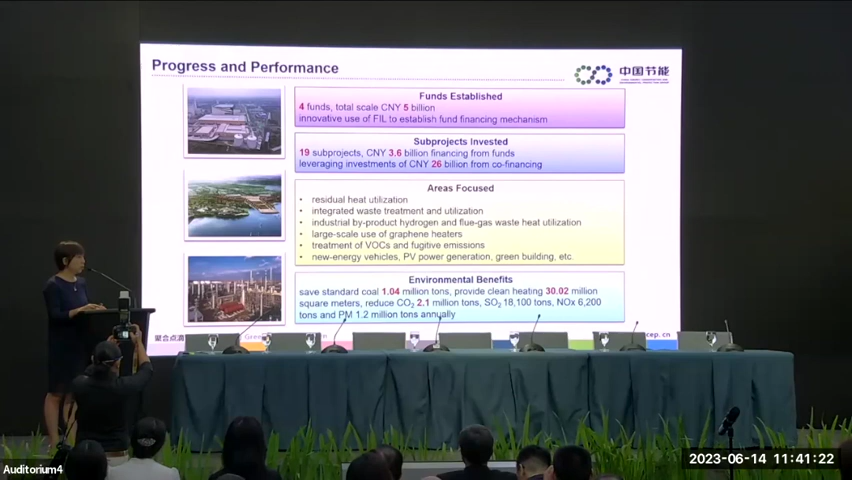 Progress and Performance
中国节能
Funds Established
4 funds, total scale CNY 5 billion
innovative use of FIL to establish fund financing mechanism
Subprojects Invested
19 subprojects, CNY 3.6 billion financing from funds
leveraging investments of CNY 26 billion from co-financing
Areas Focused
• residual heat utilization
• integrated waste treatment and utilization
• industrial by-product hydrogen and flue-gas waste heat utilization
• large-scale use of graphene heaters
• treatment of VOCs and fugitive emissions
• new-energy vehicles, PV power generation, green building, etc.
Environmental Benefits
save standard coal 1.04 million tons, provide clean heating 30.02 million
square meters, reduce CO2 2.1 million tons, SO2 18,100 tons, NOx 6,200
tons and PM 1.2 million tons annually
聚合点滴
cep.cn
Auditorium4
2023-06-14 11:41:22